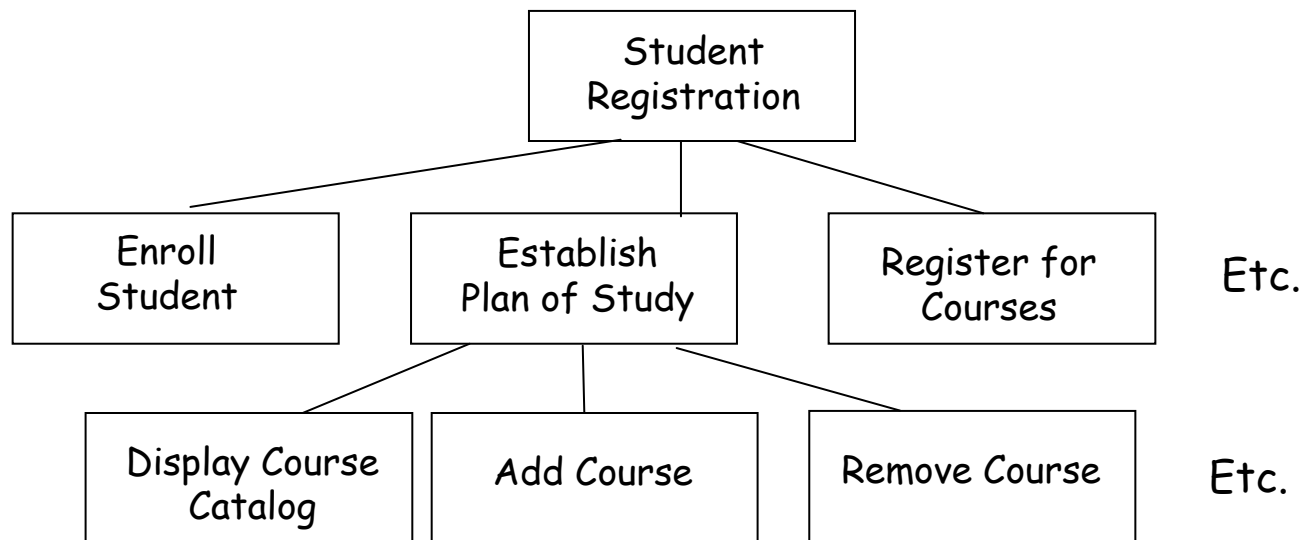 Student
Registration
Enroll
Student
Establish
Plan of Study
Register for
Courses
Etc.
Display Course
Catalog
Add Course
Remove Course
Etc.